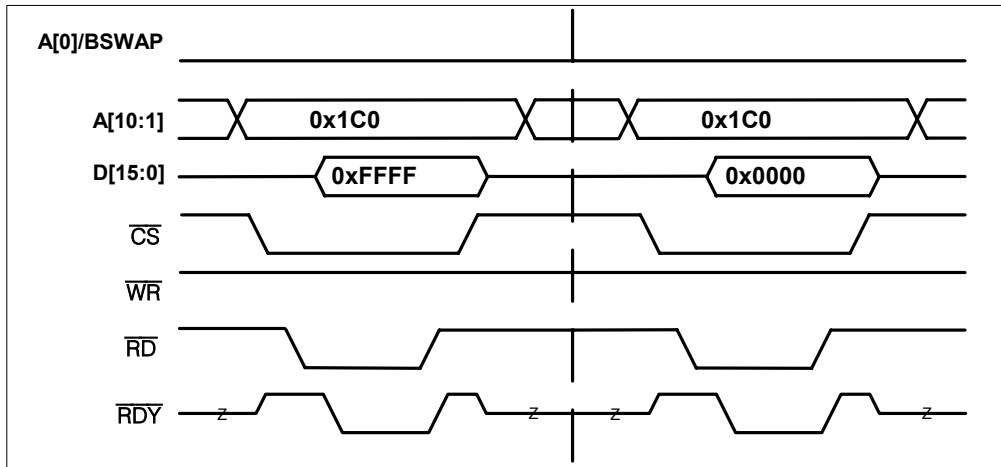 A[0]/BSWAP
A[10:1] 0x1C0 0x1C0
D[15:0] 0xFFFF 0x0000
CS
WR
RD
RDY Z Z Z Z